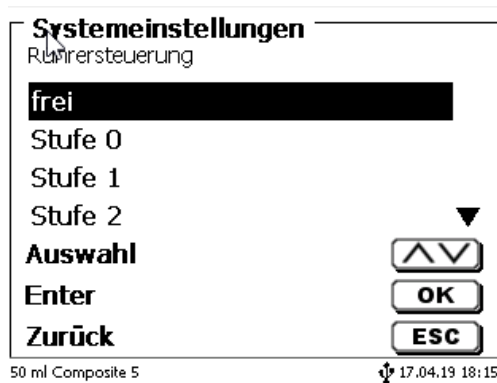 Systemeinstellungen
Rührersteuerung
frei
Stufe 0
Stufe 1
Stufe 2
Auswahl
Enter OK
Zurück ESC
50 ml Composite 5 17.04.19 18:15